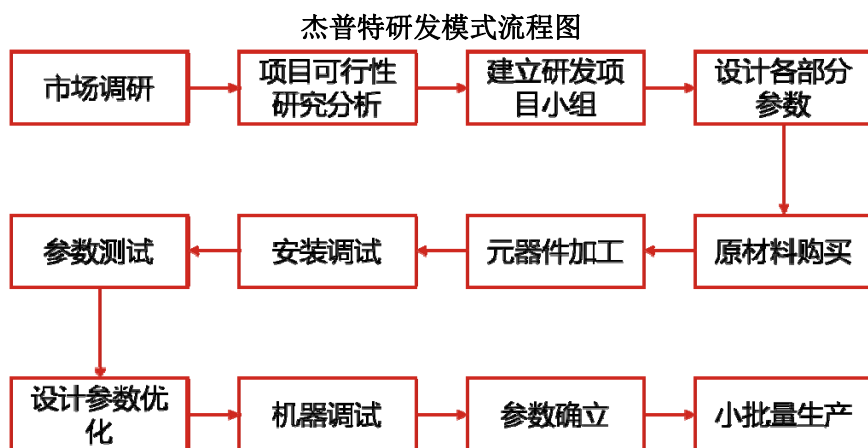 杰普特研发模式流程图
市场调研
项目可行性
研究分析
建立研发项
目小组
设计各部分
参数
参数测试
安装调试
元器件加工
原材料购买
设计参数优
化
机器调试
参数确立
小批量生产